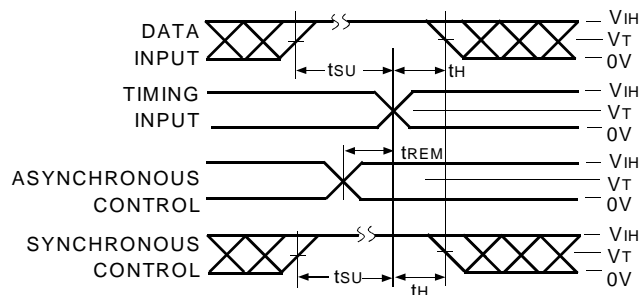 DATA INPUT
VIH
VT
0V
tSU
tH
TIMING INPUT
VIH
VT
0V
tREM
ASYNCHRONOUS CONTROL
VIH
VT
0V
SYNCHRONOUS CONTROL
VIH
VT
0V
tSU
tH